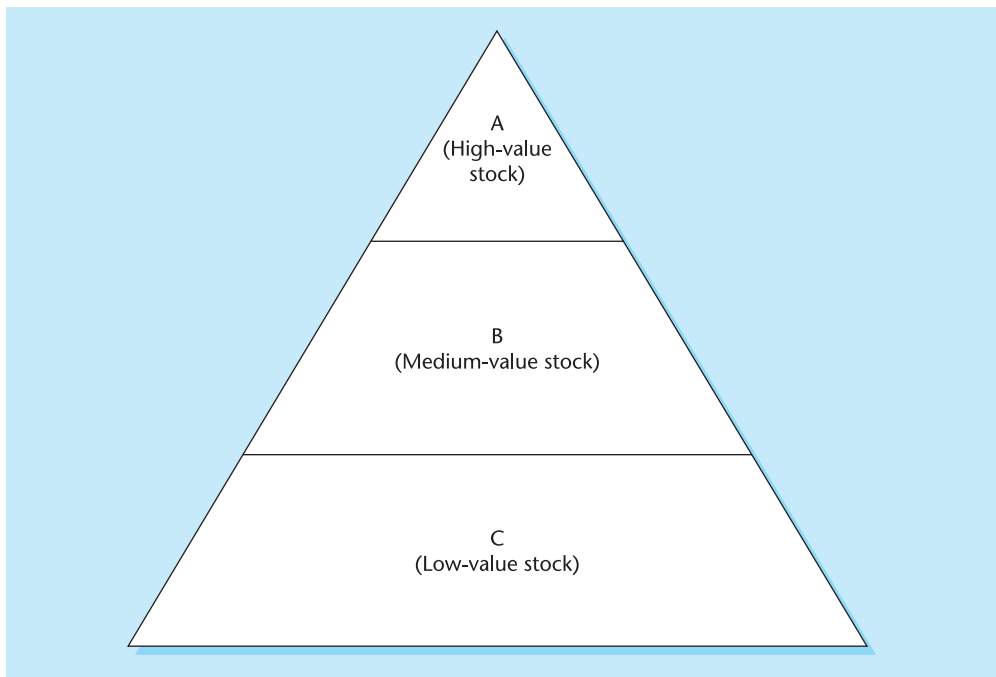 A
(High-value
stock)
B
(Medium-value stock)
C
(Low-value stock)